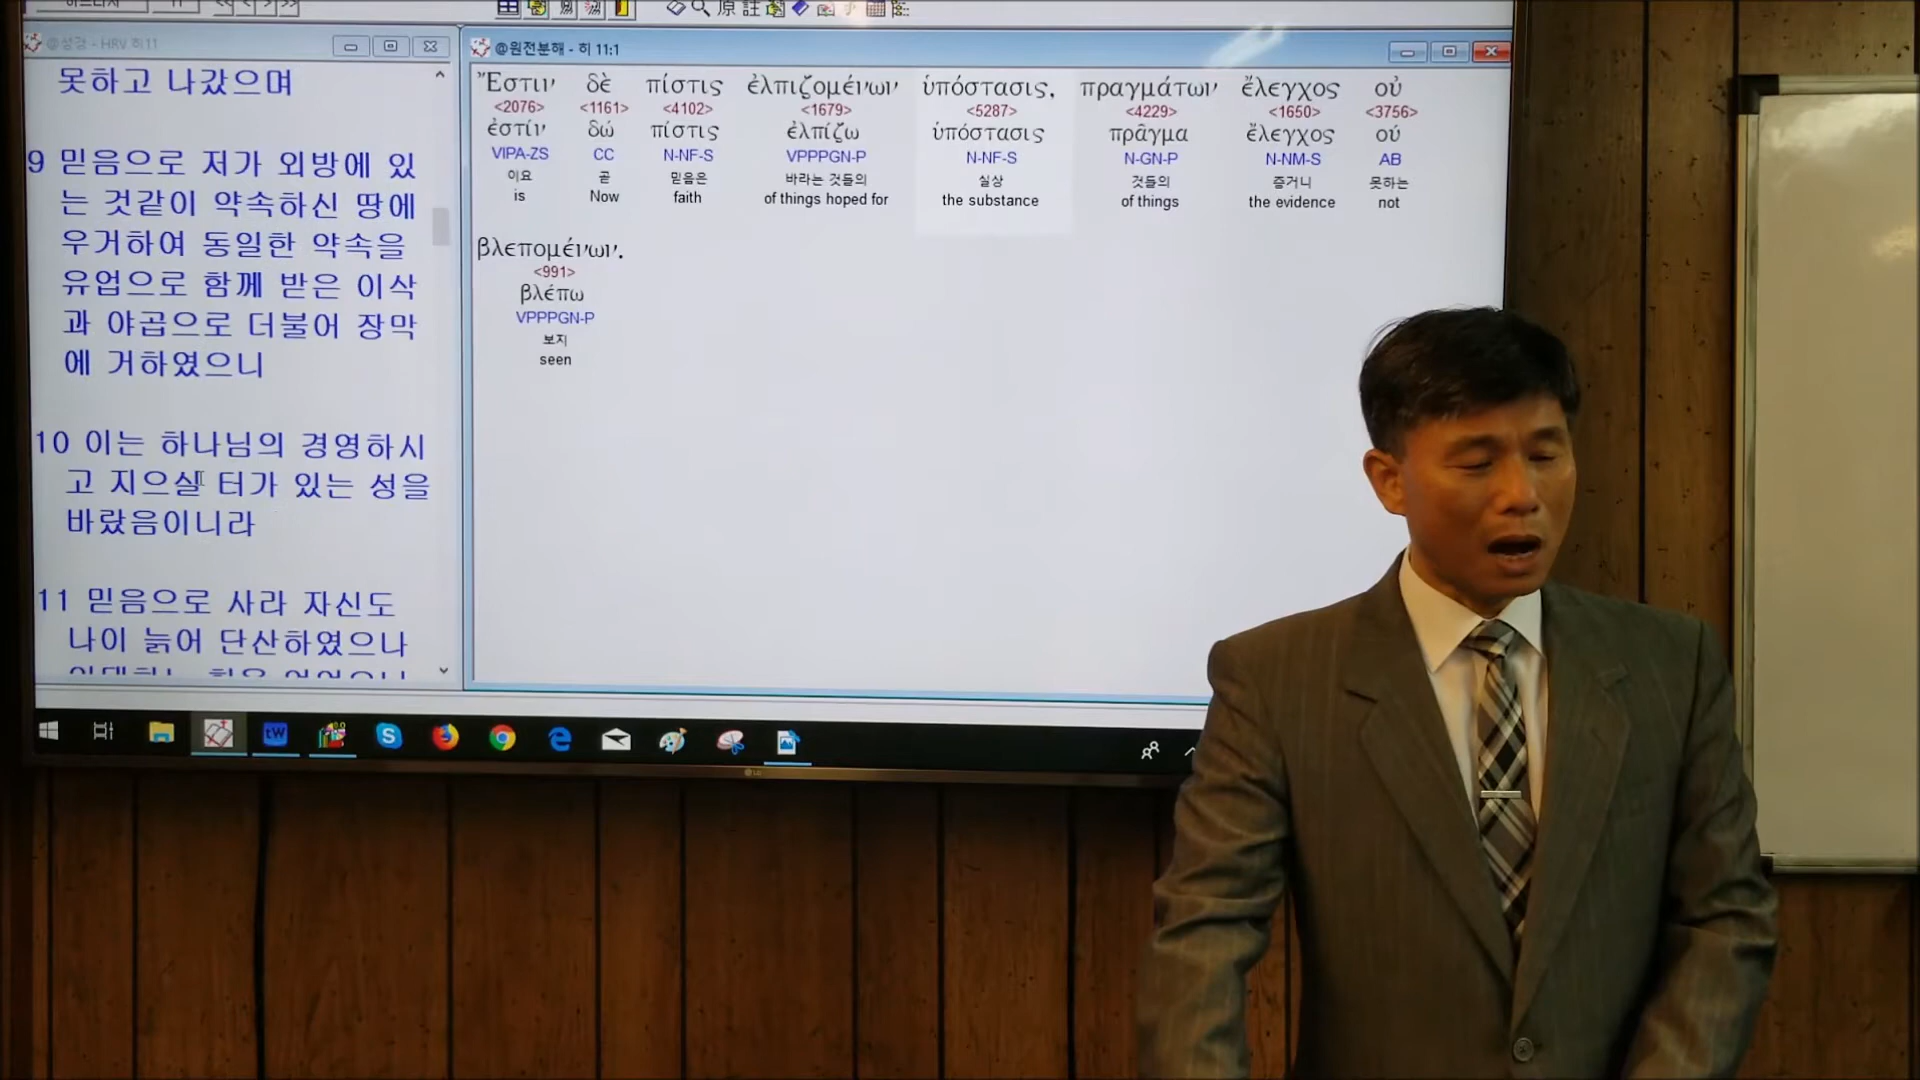 @성경 - HRV 히11
못하고 나갔으며
9 믿음으로 저가 외방에 있
는 것같이 약속하신 땅에
우거하여 동일한 약속을
유업으로 함께 받은 이삭
과 야곱으로 더불어 장막
에 거하였으니
10 이는 하나님의 경영하시
고 지으실 터가 있는 성을
바랐음이니라
11 믿음으로 사라 자신도
나이 늙어 단산하였으나
原 註
@원전분해 - 히 11:1
Ἔστιν δὲ πίστις ἐλπιζομένων ὑπόστασις, πραγμάτων ἔλεγχος οὐ
<2076> <1161> <4102> <1679> <5287> <4229> <1650> <3756>
ἐστίν δώ πίστις ἐλπίζω ὑπόστασις πρᾶγμα ἔλεγχος οὐ
VIPA-ZS CC N-NF-S VPPPGN-P N-NF-S N-GN-P N-NM-S AB
이요 곧 믿음은 바라는 것들의 실상 것들의 증거니 못하는
is Now faith of things hoped for the substance of things the evidence not
βλεπομένων.
<991>
βλέπω
VPPPGN-P
보지
seen
tW
LG